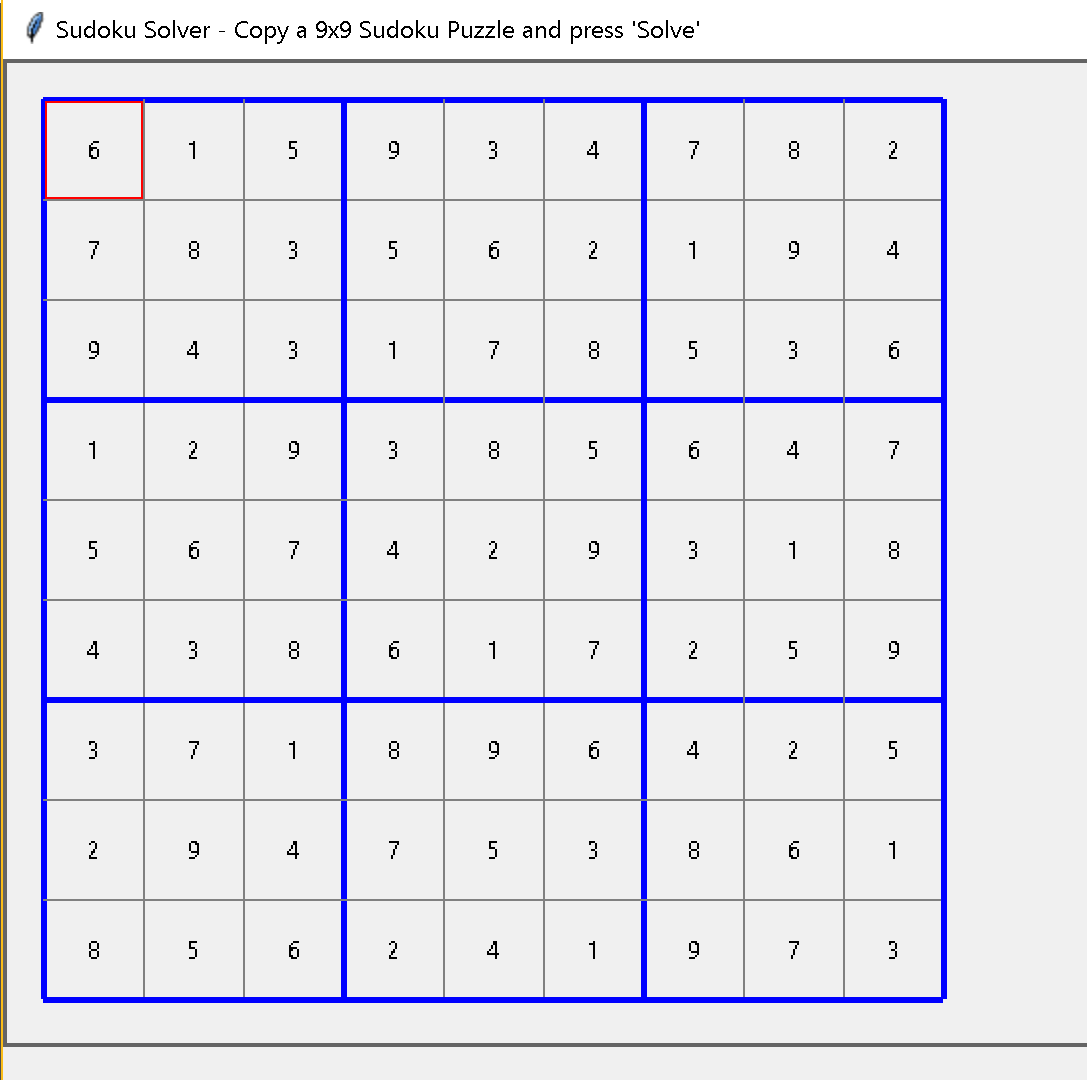 Sudoku Solver - Copy a 9x9 Sudoku Puzzle and press 'Solve'
6 1 5 9 3 4 7 8 2
7 8 3 5 6 2 1 9 4
9 4 3 1 7 8 5 3 6
1 2 9 3 8 5 6 4 7
5 6 7 4 2 9 3 1 8
4 3 8 6 1 7 2 5 9
3 7 1 8 9 6 4 2 5
2 9 4 7 5 3 8 6 1
8 5 6 2 4 1 9 7 3